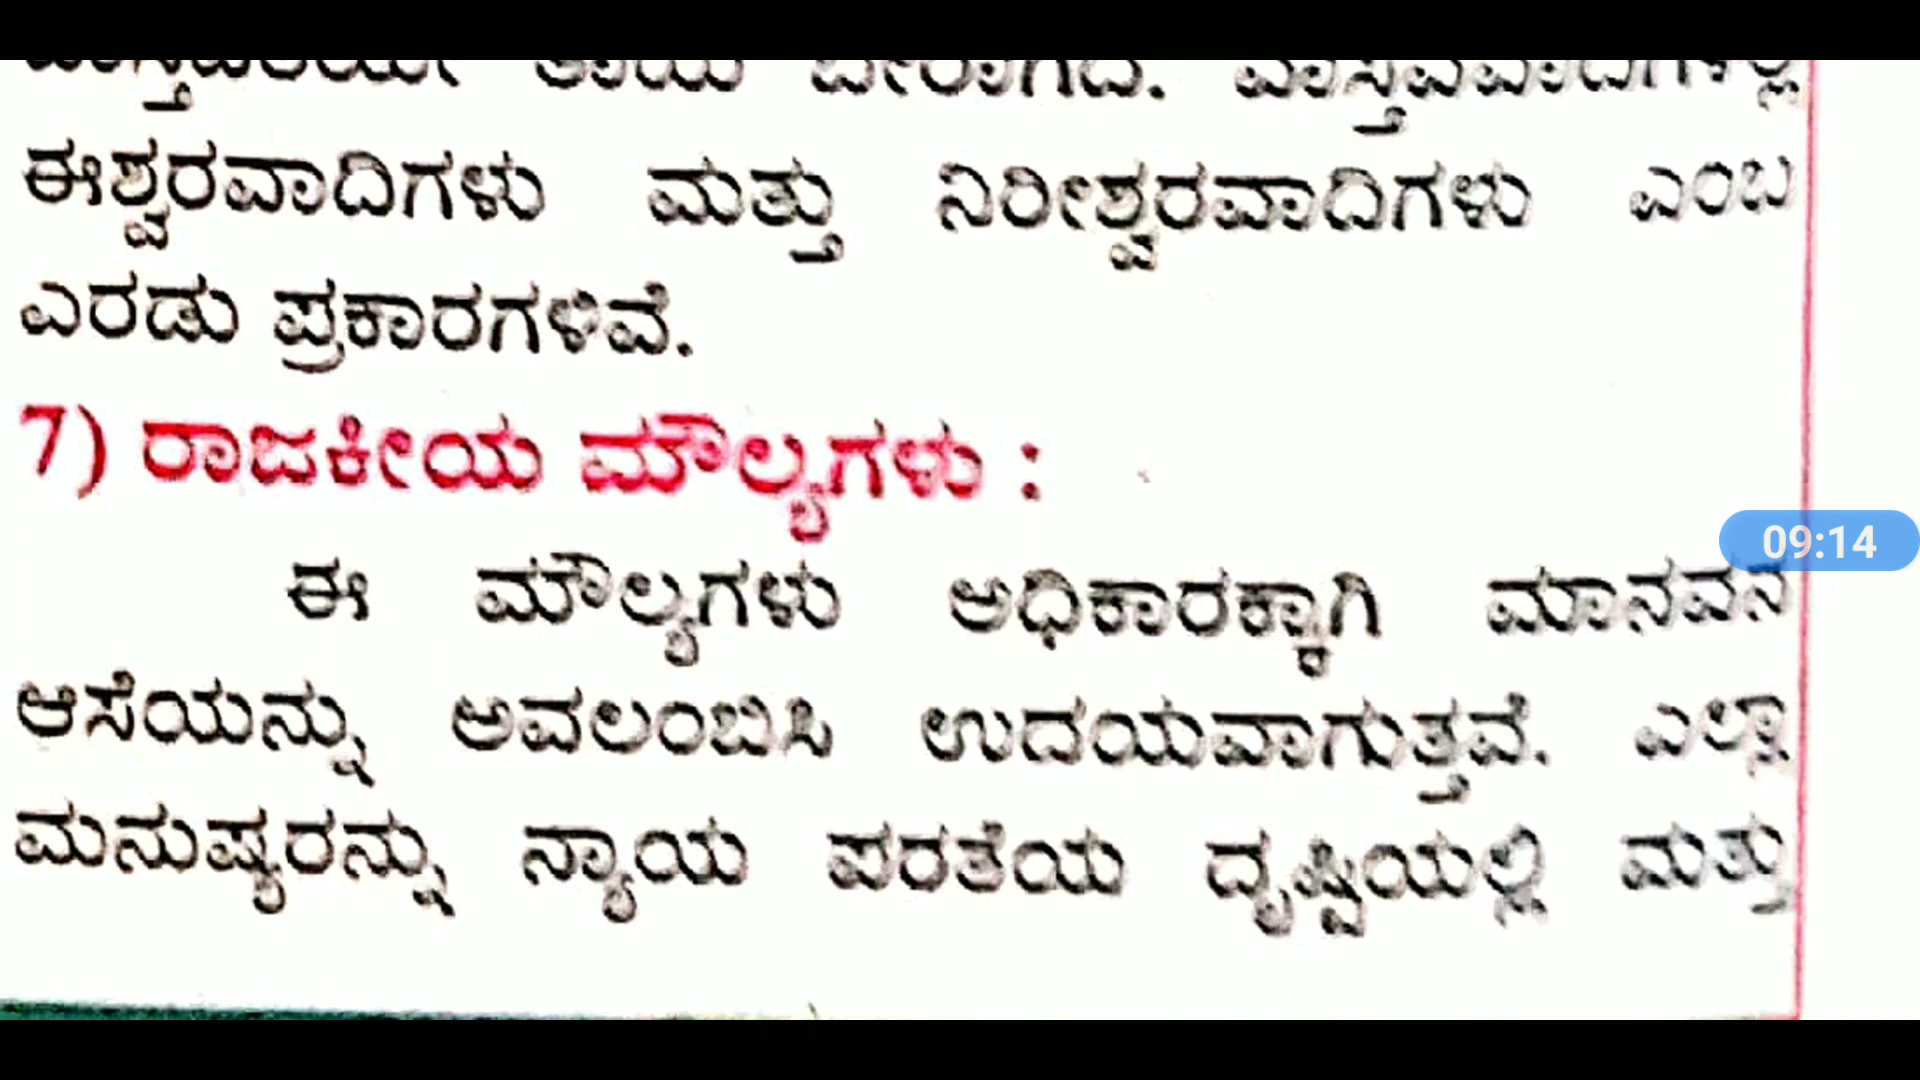 ಈಶ್ವರವಾದಿಗಳು ಮತ್ತು ನಿರೀಶ್ವರವಾದಿಗಳು ಎಂಬ
ಎರಡು ಪ್ರಕಾರಗಳಿವೆ.
7) ರಾಜಕೀಯ ಮೌಲ್ಯಗಳು :
09:14
ಈ ಮೌಲ್ಯಗಳು ಅಧಿಕಾರಕ್ಕಾಗಿ ಮಾನವನ
ಆಸೆಯನ್ನು ಅವಲಂಬಿಸಿ ಉದಯವಾಗುತ್ತವೆ. ಎಲ್ಲಾ
ಮನುಷ್ಯರನ್ನು ನ್ಯಾಯ ಪರತೆಯ ದೃಷ್ಟಿಯಲ್ಲಿ ಮತ್ತು